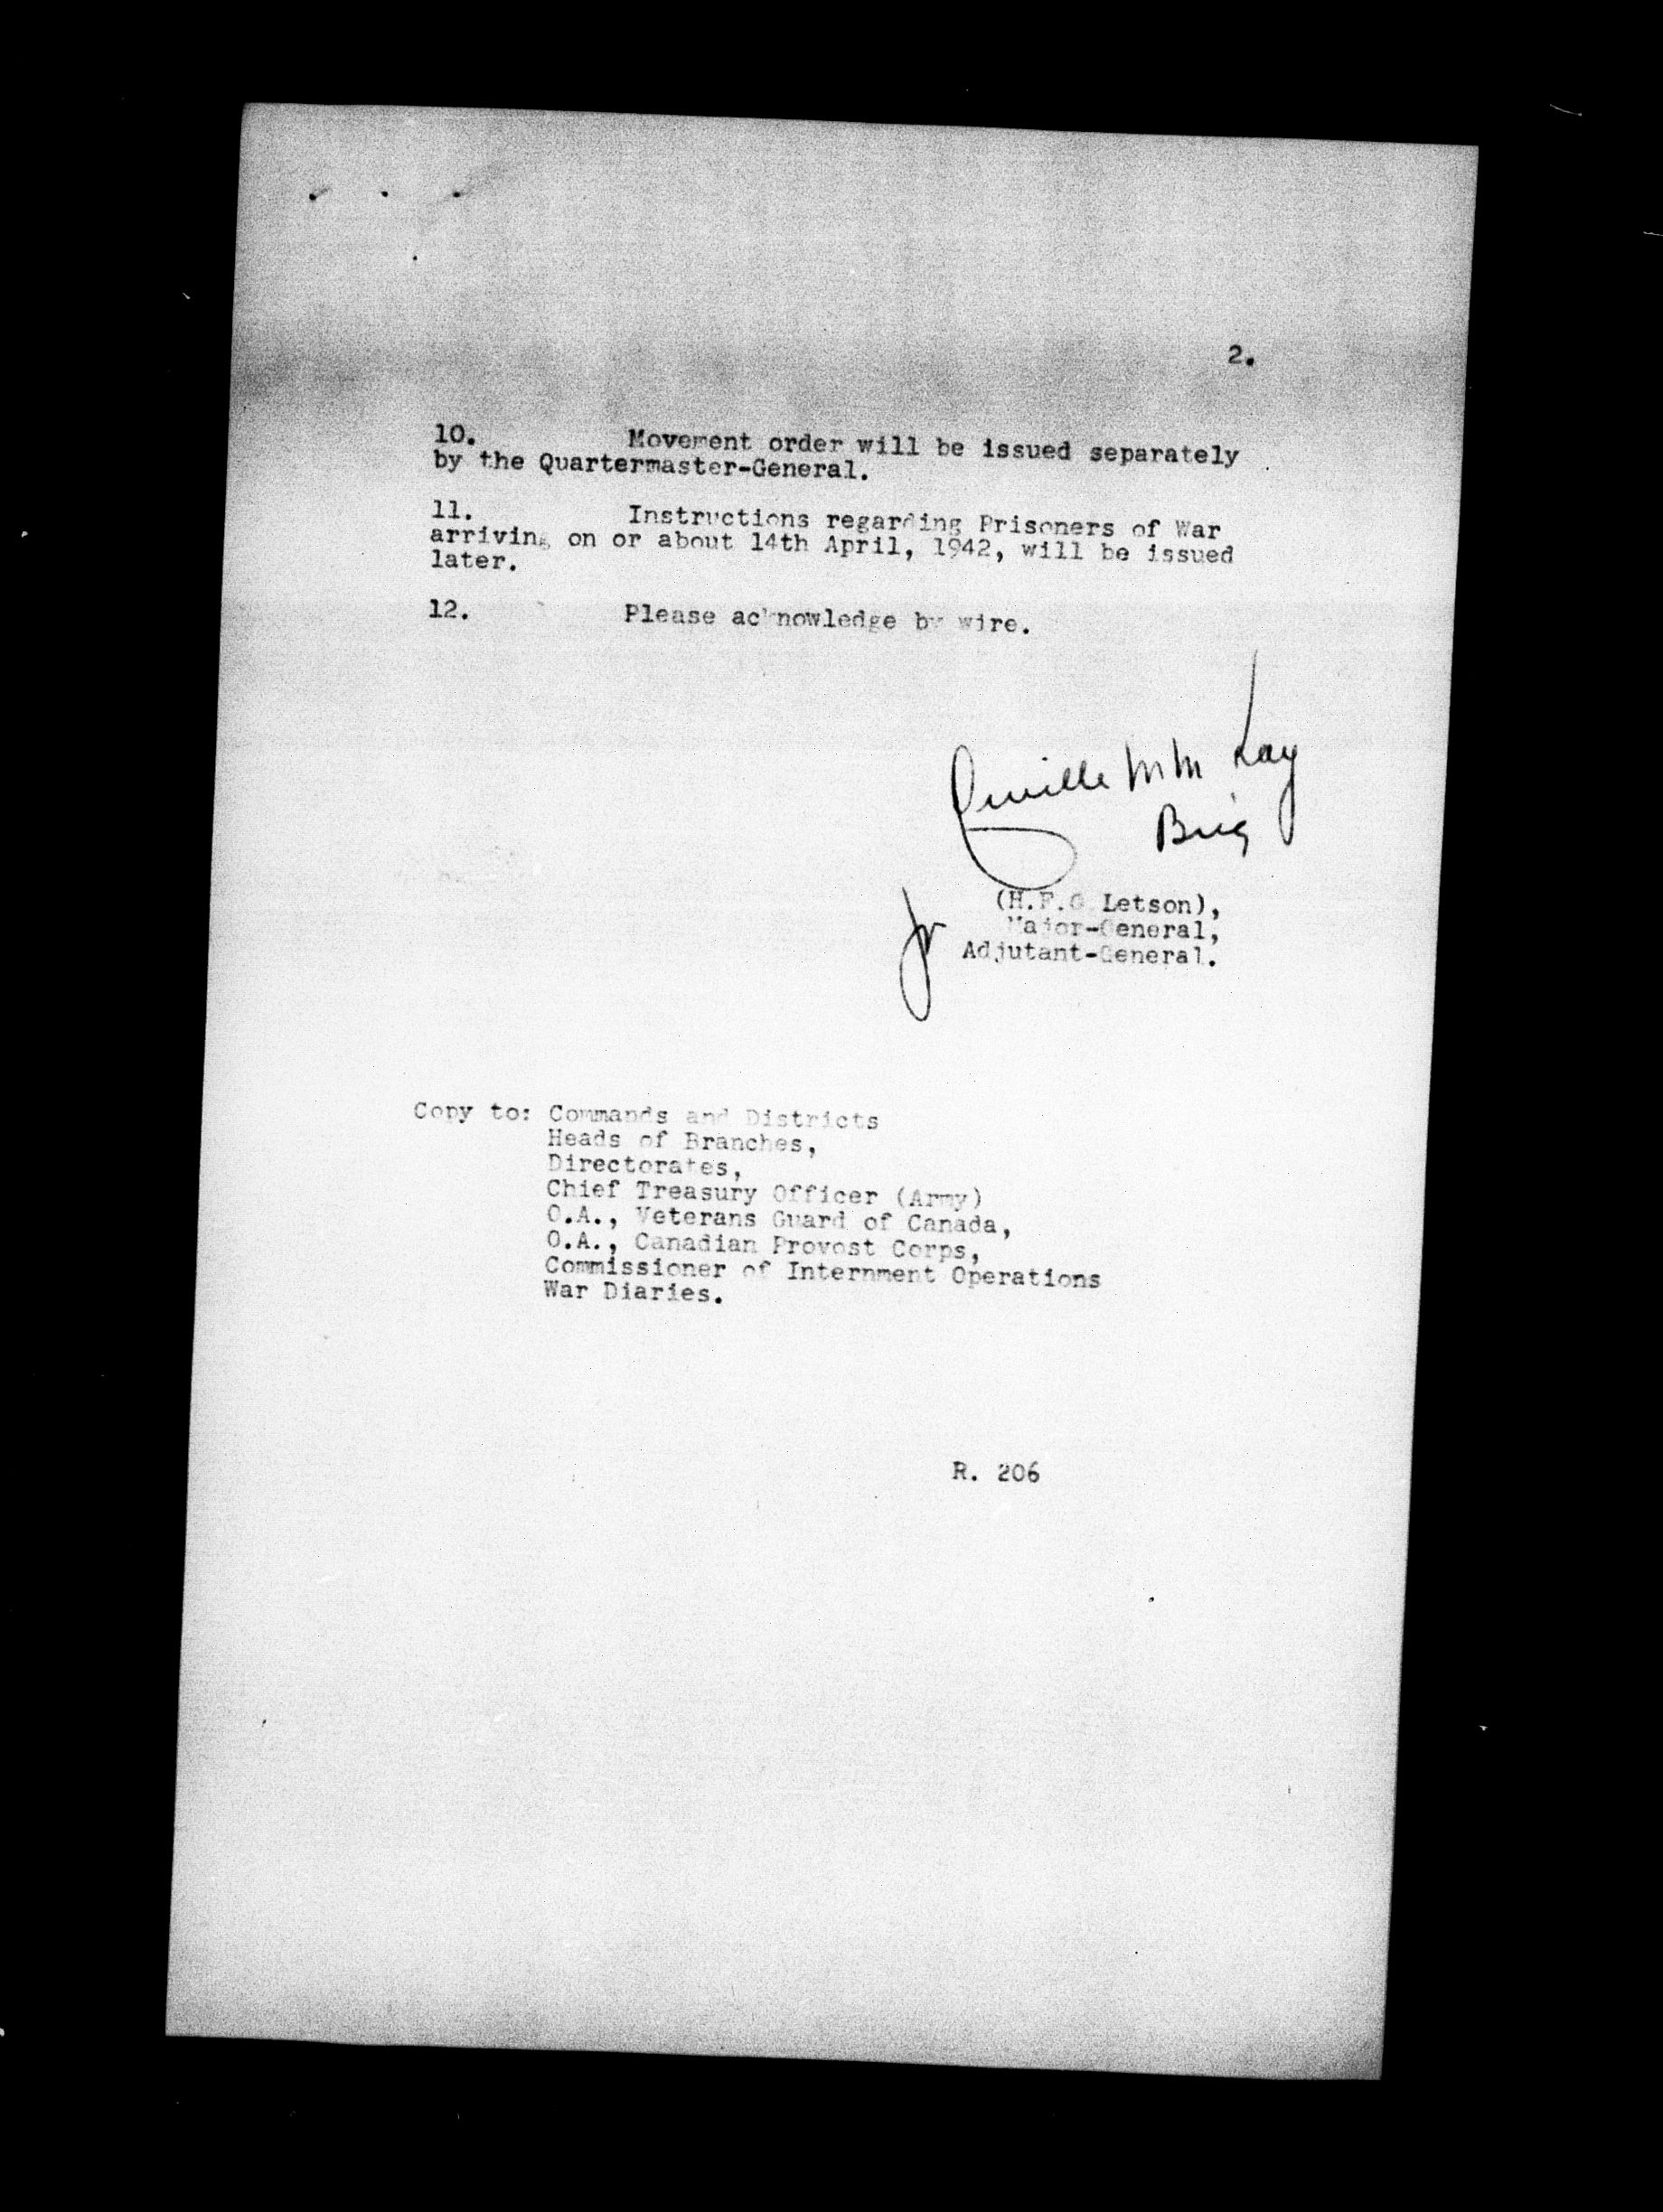 2.
10. Movement order will be issued separately
by the Quartermaster-General.
11. Instructions regarding Prisoners of War
arriving on or about 14th April, 1942, will be issued
later.
12. Please acknowledge by wire.
Kay
Brig
(H.F.G. Letson),
Major-General,
Adjutant-General.
Copy to: Commands and Districts
Heads of Branches,
Directorates,
Chief Treasury Officer (Army)
O.A., Veterans Guard of Canada,
O.A., Canadian Provost Corps,
Commissioner of Internment Operations
War Diaries.
R. 206